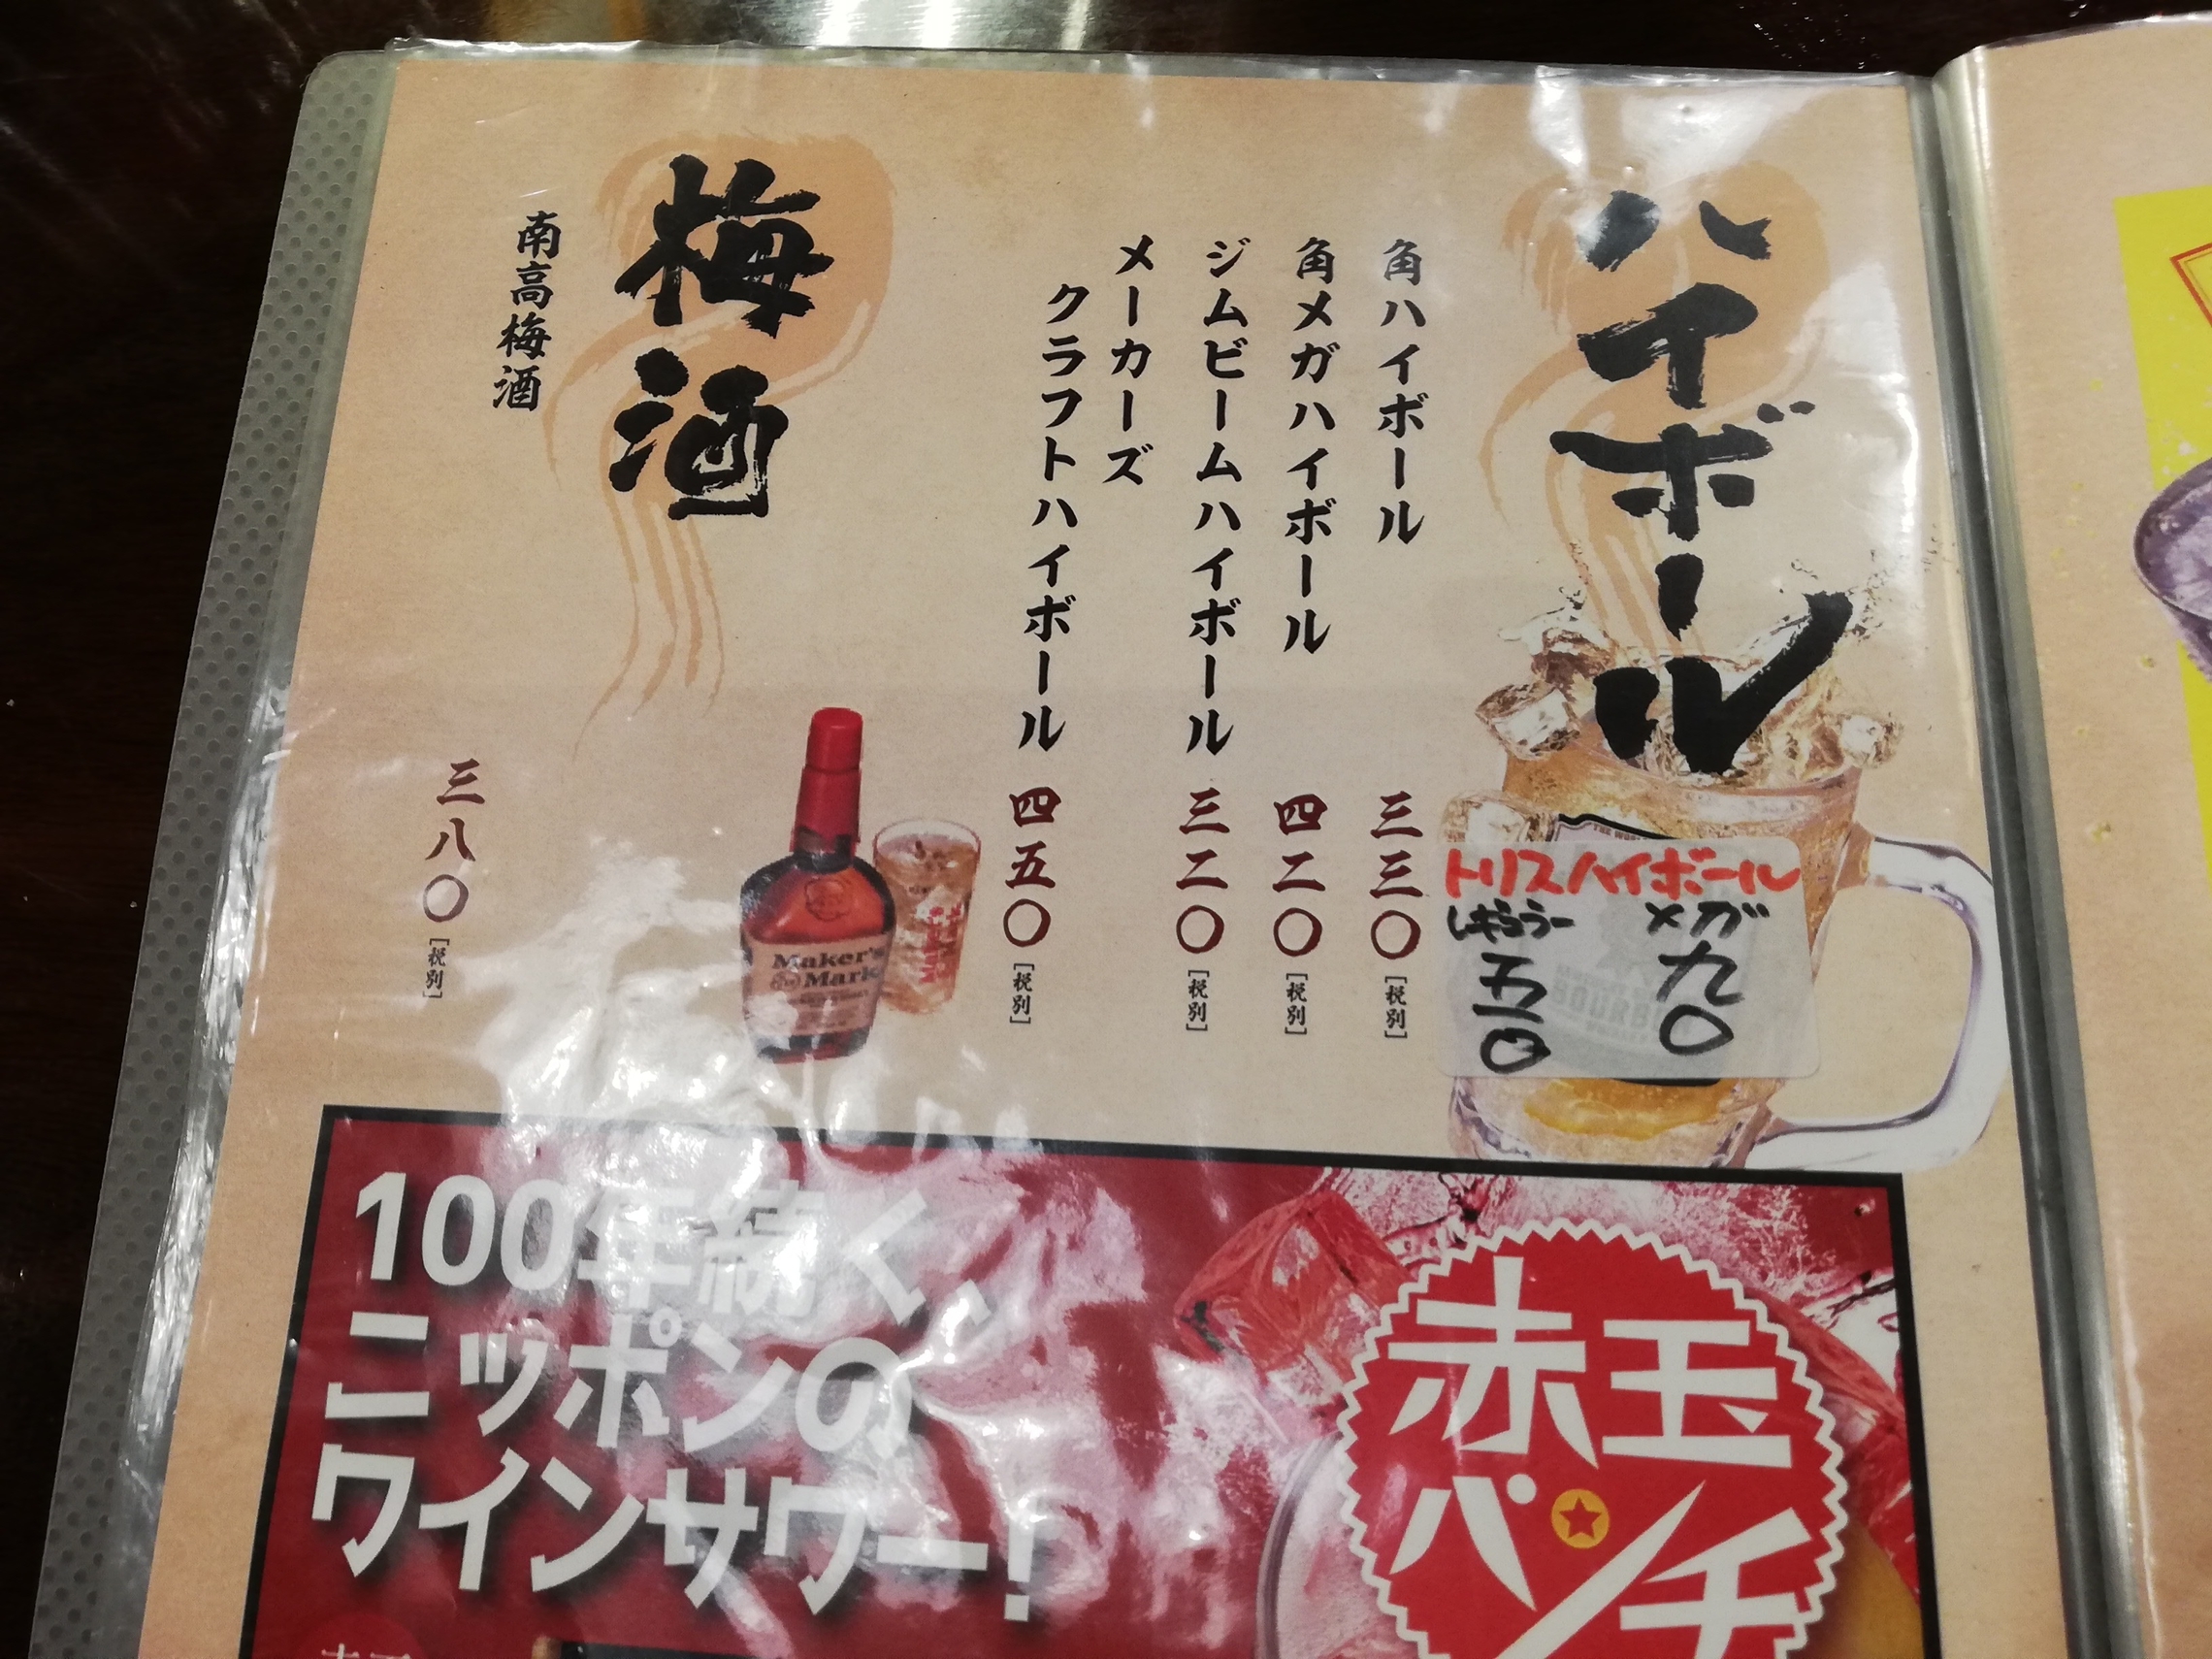 ハイボール
角ハイボール 三三〇 [税別]
角メガハイボール 四二〇 [税別]
ジムビームハイボール 三二〇 [税別]
メーカーズ
クラフトハイボール 四五〇 [税別]
トリスハイボール
メガ 九〇
レギュラー 五〇
梅酒
南高梅酒 三八〇 [税別]
Maker's
Mark
100年続く、
ニッポンの
ワインサワー!
赤玉
パンチ